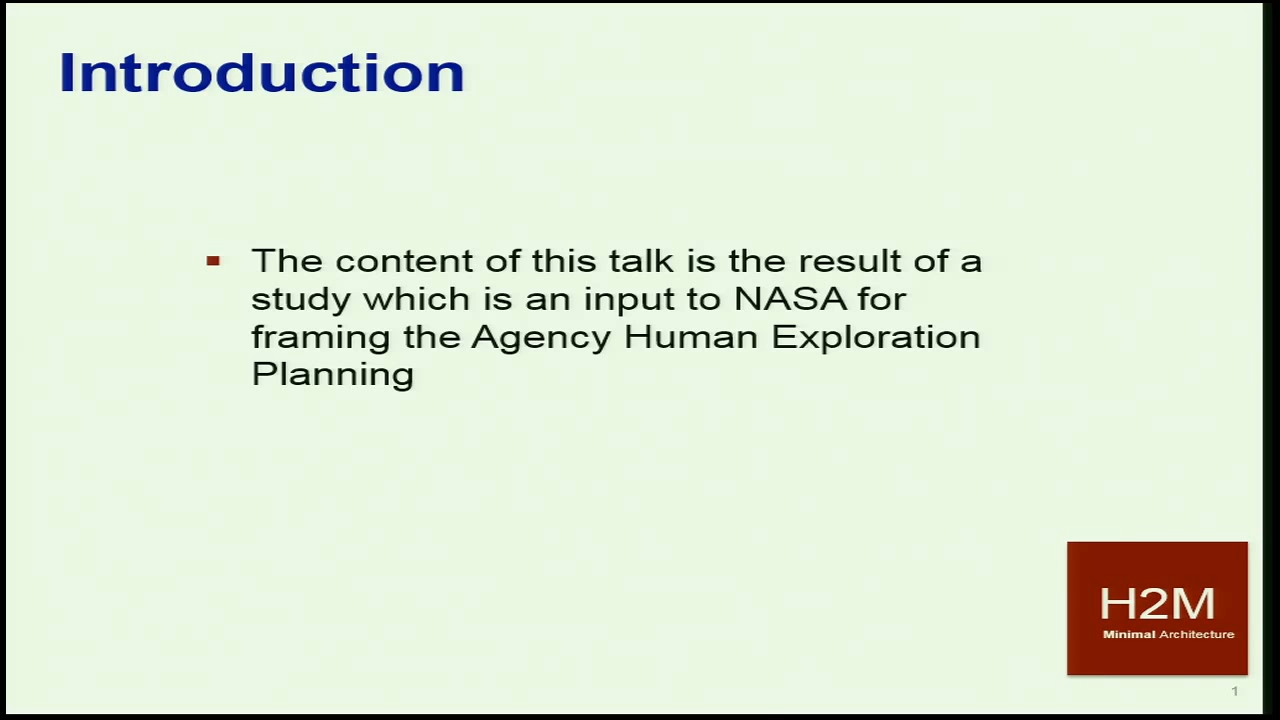 Introduction
The content of this talk is the result of a
study which is an input to NASA for
framing the Agency Human Exploration
Planning
H2M
Minimal Architecture
1